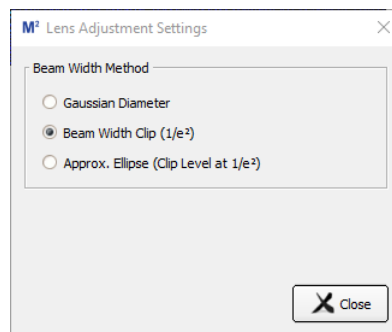 M² Lens Adjustment Settings
Beam Width Method
Gaussian Diameter
Beam Width Clip (1/e²)
Approx. Ellipse (Clip Level at 1/e²)
Close